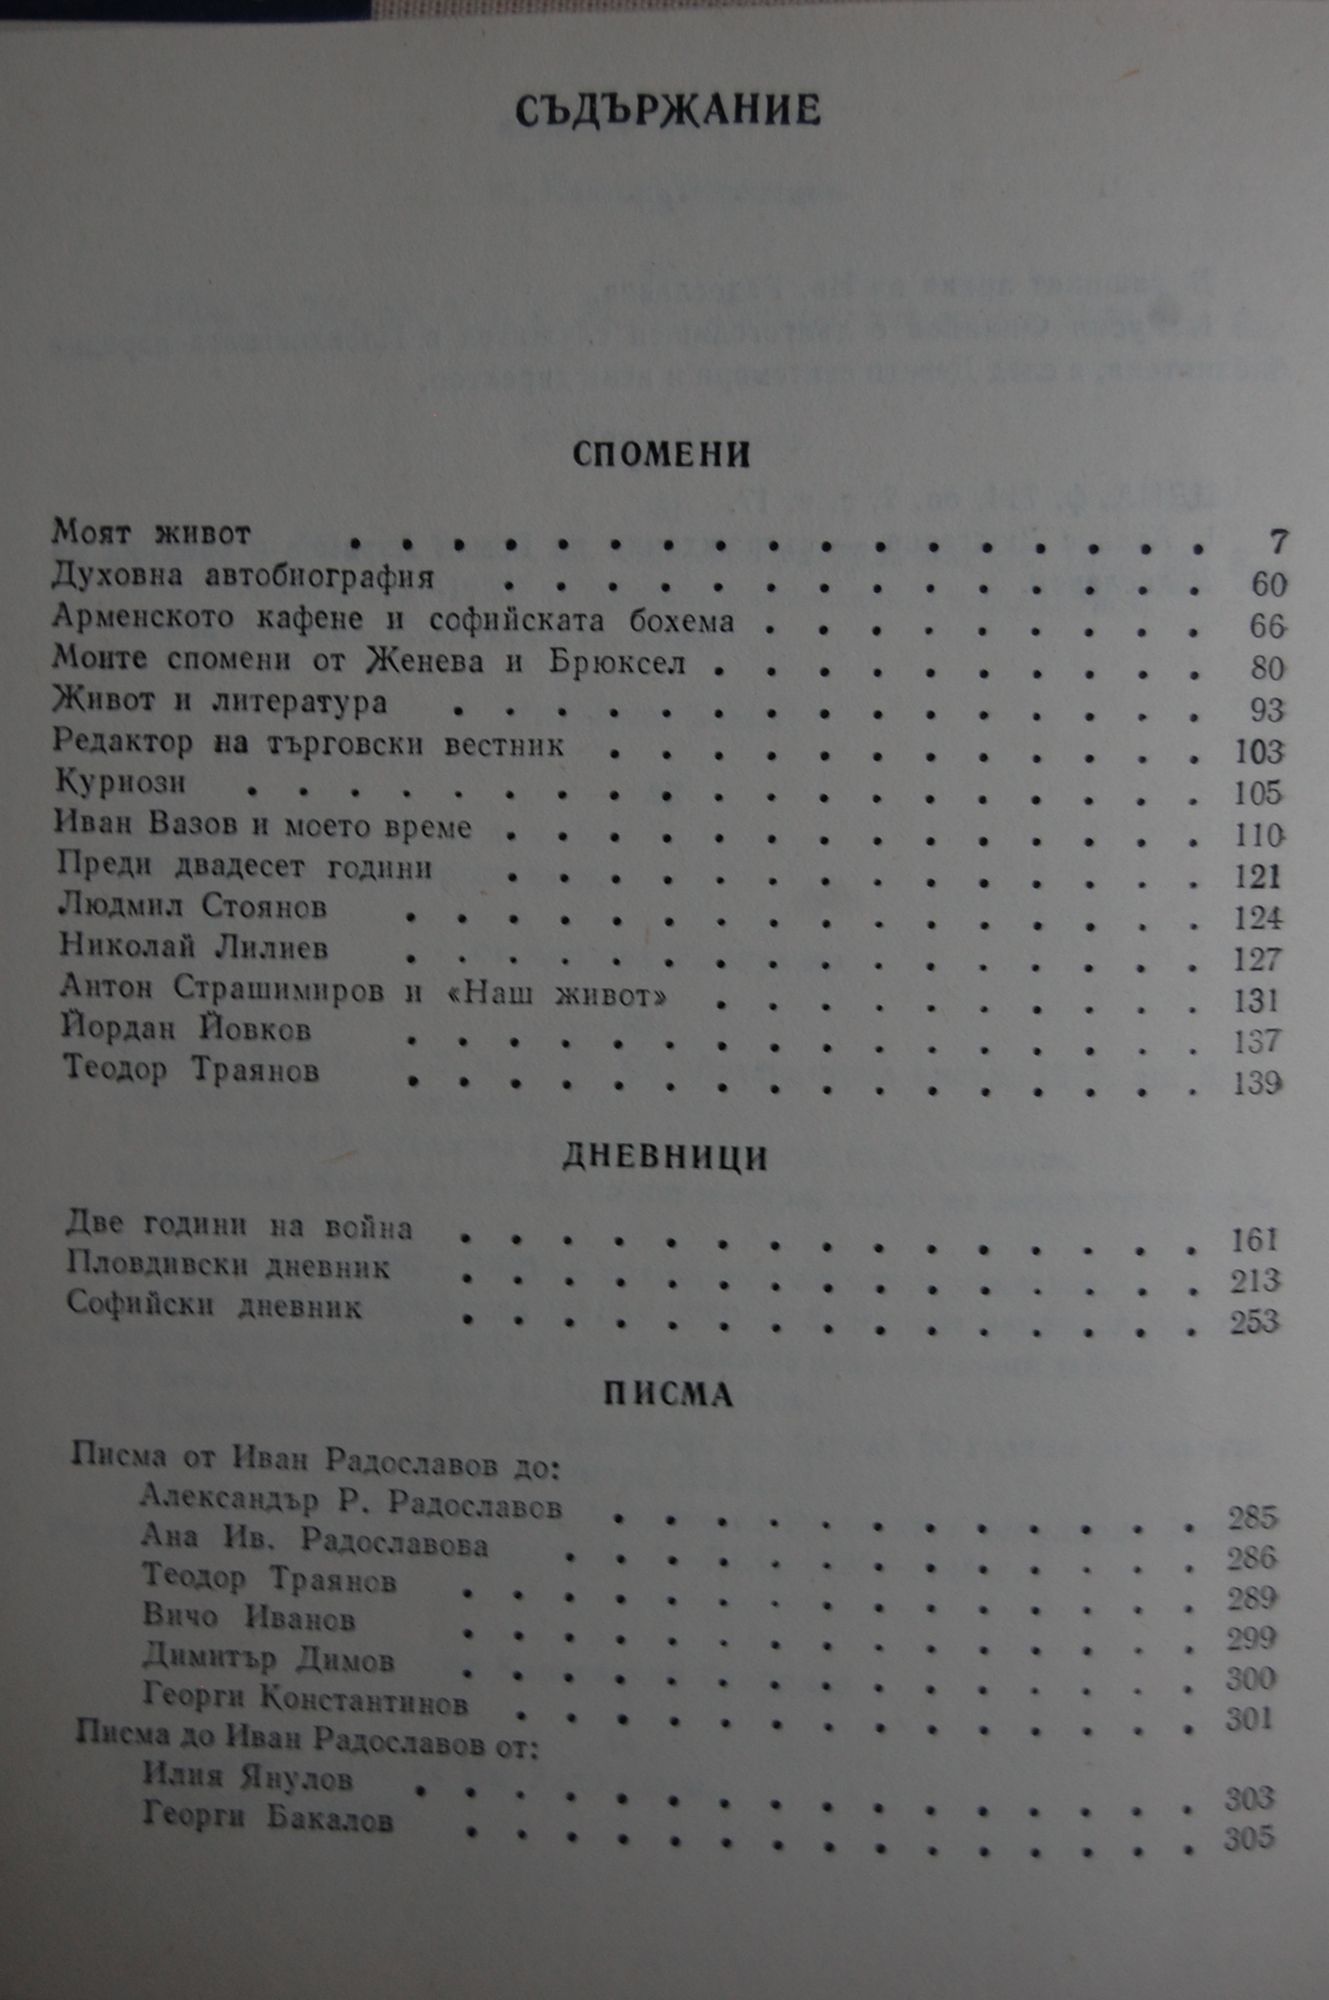 СЪДЪРЖАНИЕ
СПОМЕНИ
Моят живот . . . . . . . . . . . . . . . . . 7
Духовна автобиография . . . . . . . . . . . . . . 60
Арменското кафене и софийската бохема . . . . . . . . . 66
Моите спомени от Женева и Брюксел . . . . . . . . . . 80
Живот и литература . . . . . . . . . . . . . . . 93
Редактор на търговски вестник . . . . . . . . . . . . 103
Куриози . . . . . . . . . . . . . . . . . . . 105
Иван Вазов и моето време . . . . . . . . . . . . . . 110
Преди двадесет години . . . . . . . . . . . . . . 121
Людмил Стоянов . . . . . . . . . . . . . . . . 124
Николай Лилиев . . . . . . . . . . . . . . . . 127
Антон Страшимиров и «Наш живот» . . . . . . . . . . 131
Йордан Йовков . . . . . . . . . . . . . . . . 137
Теодор Траянов . . . . . . . . . . . . . . . . 139
ДНЕВНИЦИ
Две години на война . . . . . . . . . . . . . . . 161
Пловдивски дневник . . . . . . . . . . . . . . . 213
Софийски дневник . . . . . . . . . . . . . . . 253
ПИСМА
Писма от Иван Радославов до:
Александър Р. Радославов . . . . . . . . . . . . 285
Ана Ив. Радославова . . . . . . . . . . . . . 286
Теодор Траянов . . . . . . . . . . . . . . . 289
Вичо Иванов . . . . . . . . . . . . . . . 299
Димитър Димов . . . . . . . . . . . . . . . 300
Георги Константинов . . . . . . . . . . . . . . 301
Писма до Иван Радославов от:
Илия Янулов . . . . . . . . . . . . . . . . 303
Георги Бакалов . . . . . . . . . . . . . . . 305